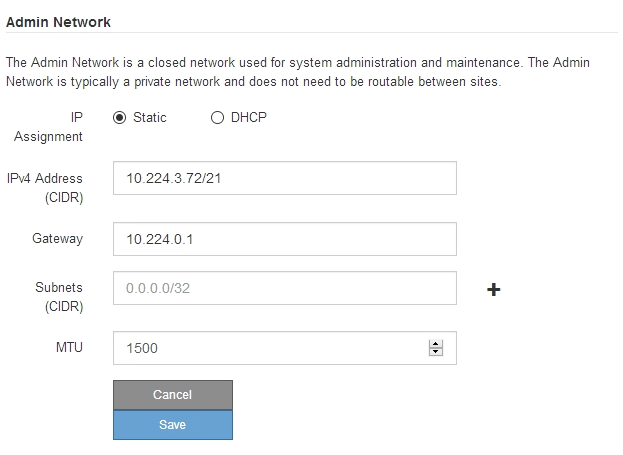 Admin Network
The Admin Network is a closed network used for system administration and maintenance. The Admin
Network is typically a private network and does not need to be routable between sites.
IP
Assignment
Static
DHCP
IPv4 Address
(CIDR)
10.224.3.72/21
Gateway
10.224.0.1
Subnets
(CIDR)
0.0.0.0/32
MTU
1500
Cancel
Save